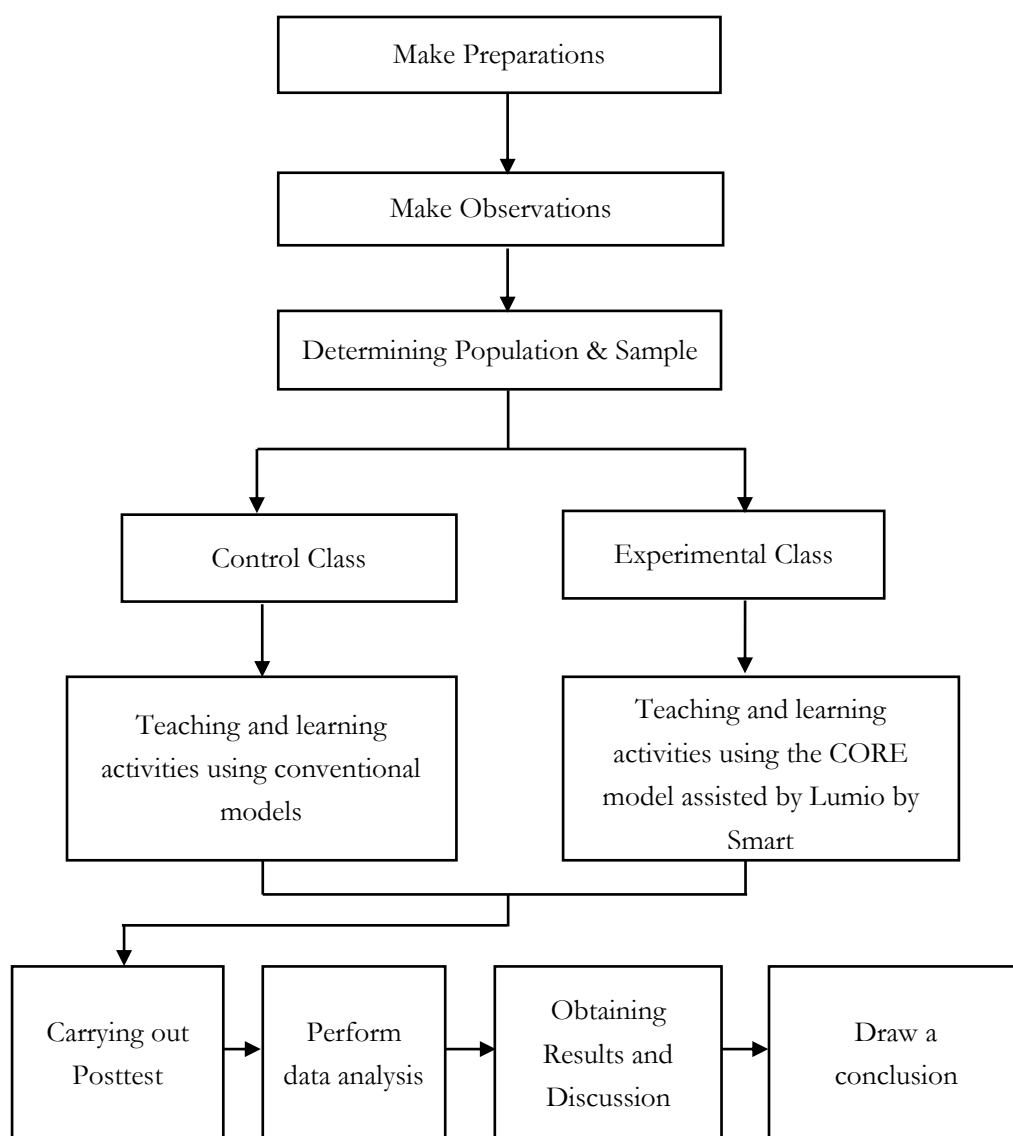 Make Preparations
Make Observations
Determining Population & Sample
Control Class
Experimental Class
Teaching and learning
activities using conventional
models
Teaching and learning
activities using the CORE
model assisted by Lumio by
Smart
Carrying out
Posttest
Perform
data analysis
Obtaining
Results and
Discussion
Draw a
conclusion